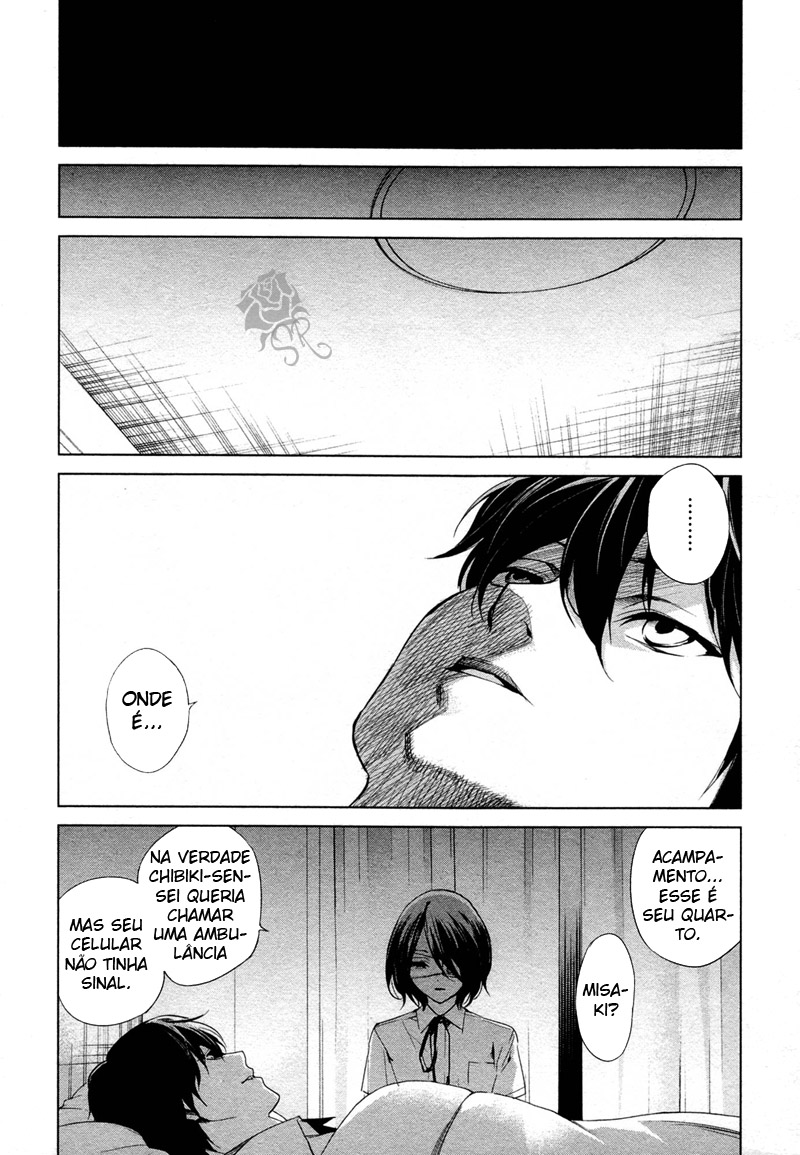 ........
ONDE
É...
ACAMPA-
MENTO...
ESSE É
SEU QUAR-
TO.
MISA-
KI?
NA VERDADE
CHIBIKI-SEN-
SEI QUERIA
CHAMAR
UMA AMBU-
LÂNCIA
MAS SEU
CELULAR
NÃO TINHA
SINAL.
SR